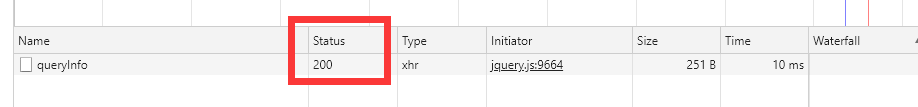 Name Status Type Initiator Size Time Waterfall
queryInfo 200 xhr jquery.js:9664 251 B 10 ms